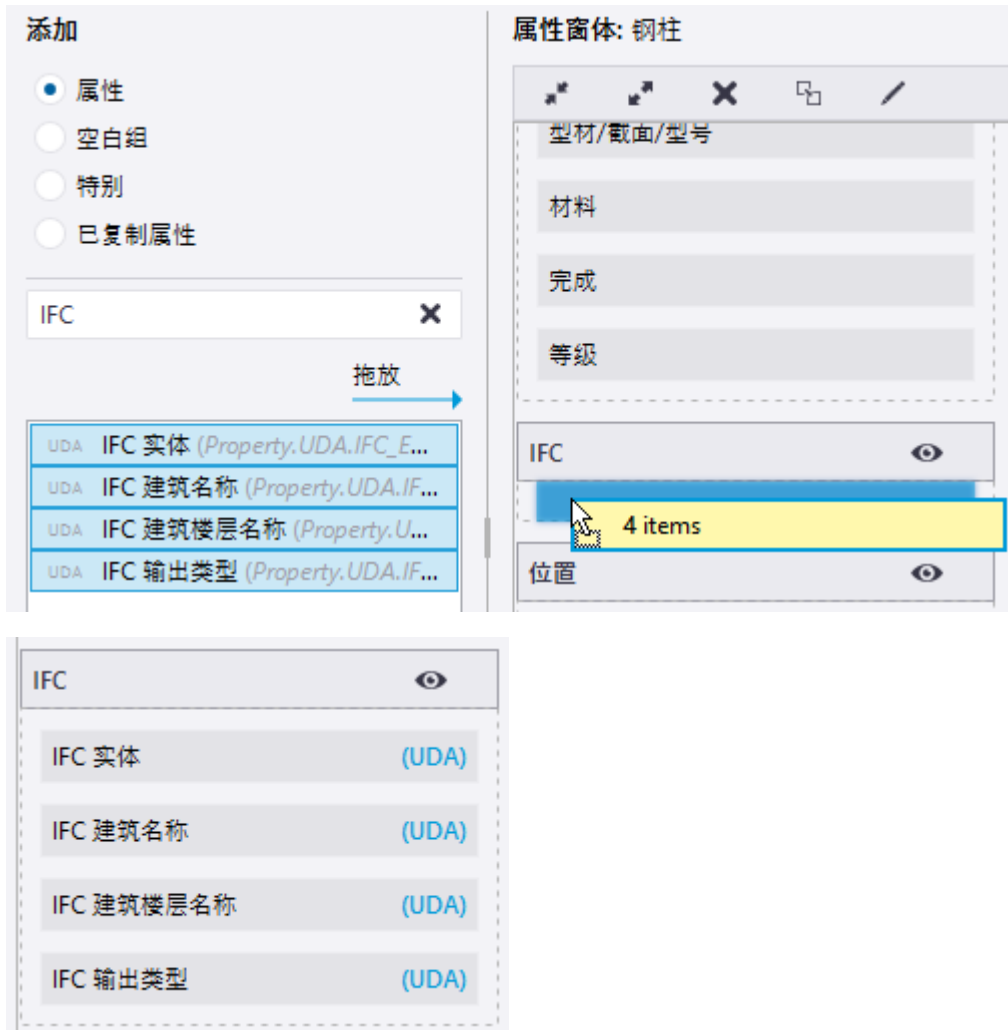 添加
属性
空白组
特别
已复制属性
IFC
拖放
UDA IFC 实体 (Property.UDA.IFC_E...
UDA IFC 建筑名称 (Property.UDA.IF...
UDA IFC 建筑楼层名称 (Property.U...
UDA IFC 输出类型 (Property.UDA.IF...
属性窗体: 钢柱
型材/截面/型号
材料
完成
等级
IFC
4 items
位置
IFC
IFC 实体 (UDA)
IFC 建筑名称 (UDA)
IFC 建筑楼层名称 (UDA)
IFC 输出类型 (UDA)